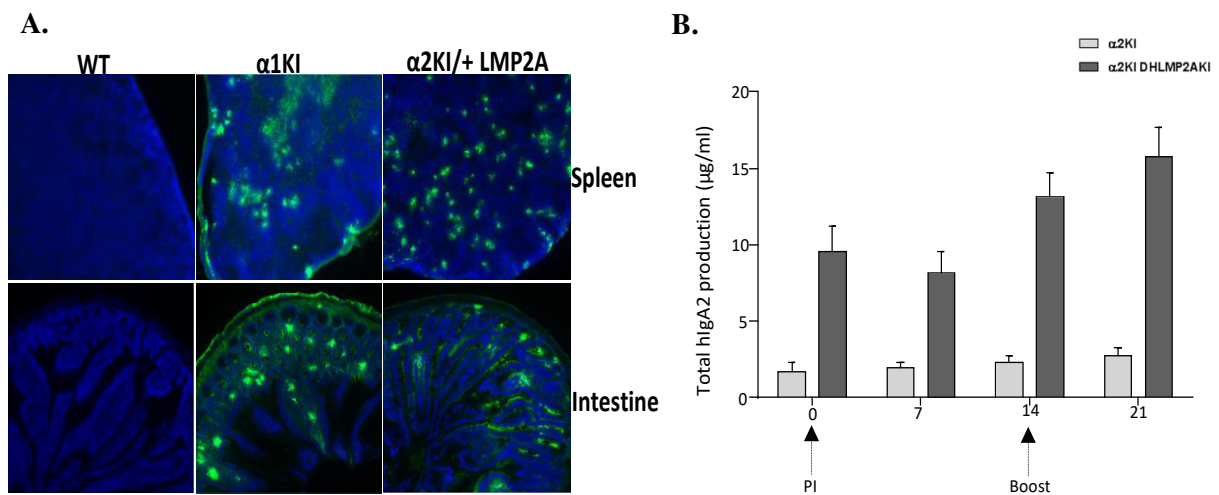 A.
WT
α1KI
α2KI/+ LMP2A
Spleen
Intestine
B.
α2KI
α2KI DHLMP2AKI
Total hIgA2 production (µg/ml)
20
15
10
5
0
0
7
14
21
PI
Boost